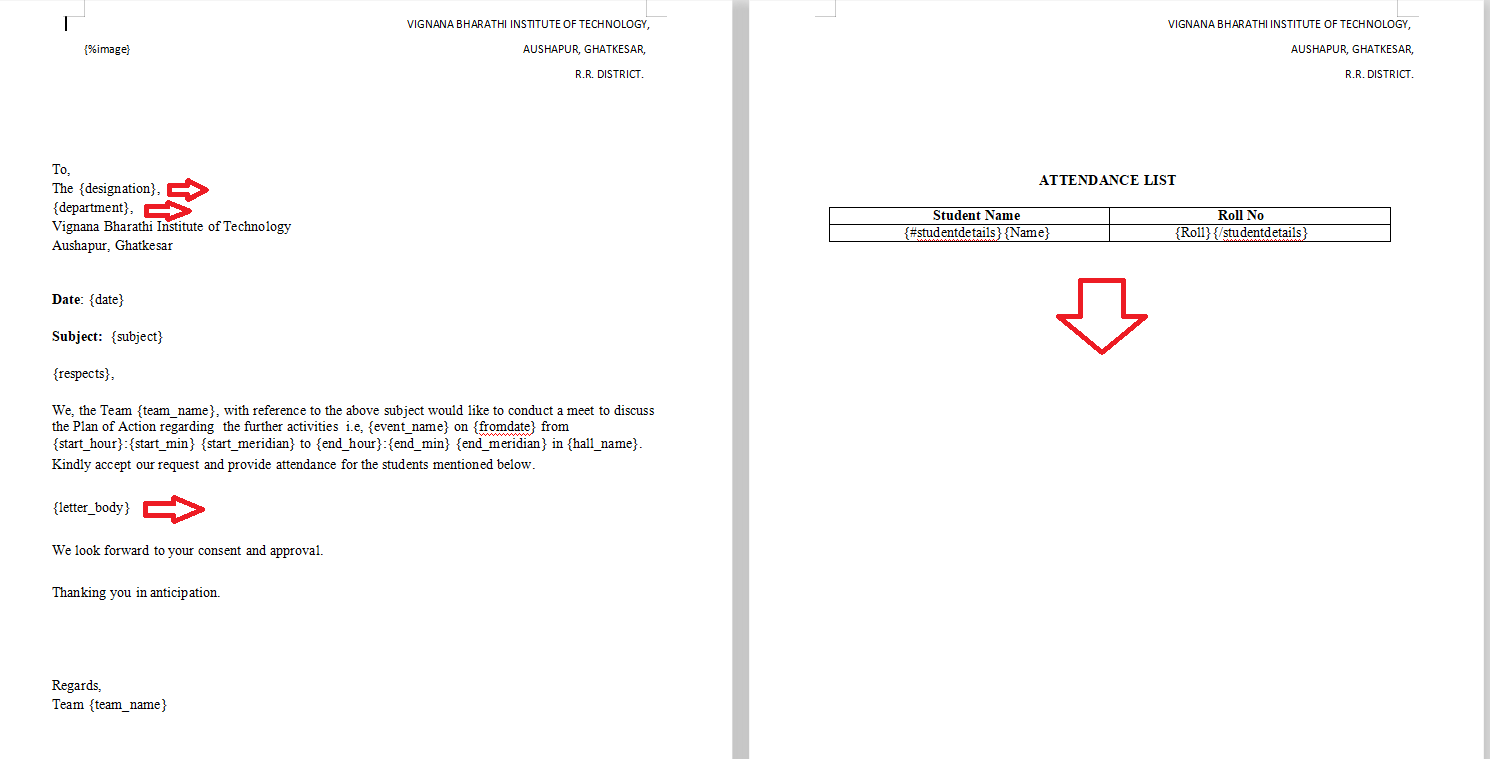 VIGNANA BHARATHI INSTITUTE OF TECHNOLOGY,
{%image}
AUSHAPUR, GHATKESAR,
R.R. DISTRICT.
To,
The {designation},
{department},
Vignana Bharathi Institute of Technology
Aushapur, Ghatkesar
Date: {date}
Subject: {subject}
{respects},
We, the Team {team_name}, with reference to the above subject would like to conduct a meet to discuss
the Plan of Action regarding the further activities i.e, {event_name} on {fromdate} from
{start_hour}:{start_min} {start_meridian} to {end_hour}:{end_min} {end_meridian} in {hall_name}.
Kindly accept our request and provide attendance for the students mentioned below.
{letter_body}
We look forward to your consent and approval.
Thanking you in anticipation.
Regards,
Team {team_name}
VIGNANA BHARATHI INSTITUTE OF TECHNOLOGY,
AUSHAPUR, GHATKESAR,
R.R. DISTRICT.
ATTENDANCE LIST
Student Name Roll No
{#studentdetails} {Name} {Roll} {/studentdetails}